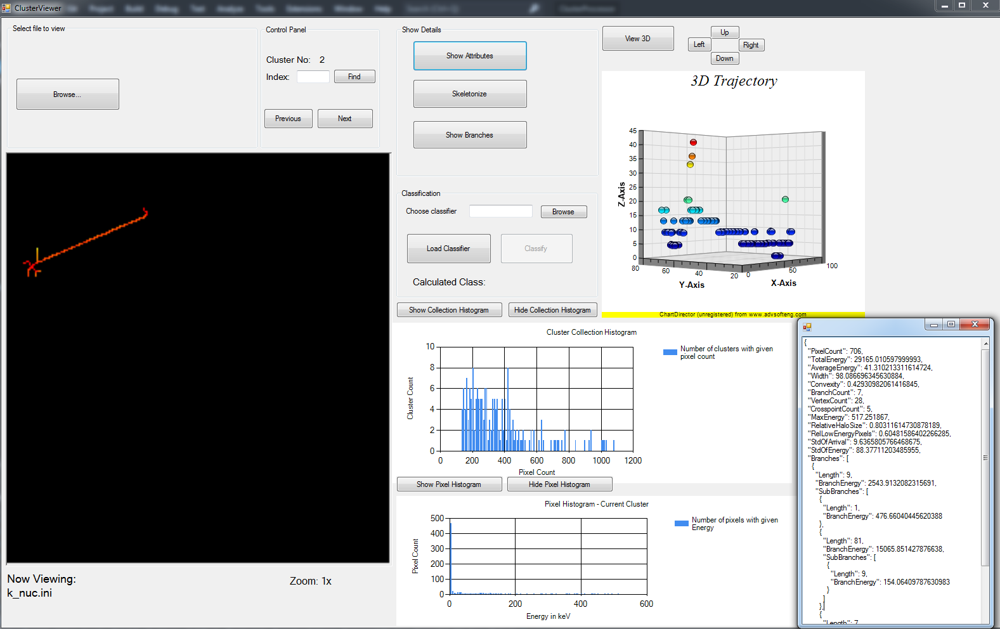 ClusterViewer
Select file to view
Browse...
Control Panel
Cluster No: 2
Index:
Find
Previous
Next
Show Details
Show Attributes
Skeletonize
Show Branches
Classification
Choose classifier
Browse
Load Classifier
Classify
Calculated Class:
View 3D
Up
Left
Right
Down
3D Trajectory
45
40
35
30
25
20
15
10
5
0
Z-Axis
80
60
40
20
Y-Axis
0
50
100
X-Axis
ChartDirector (unregistered) from www.advsofteng.com
Show Collection Histogram
Hide Collection Histogram
Cluster Collection Histogram
10
8
6
4
2
0
Cluster Count
0 200 400 600 800 1000 1200
Pixel Count
Number of clusters with given
pixel count
Show Pixel Histogram
Hide Pixel Histogram
Pixel Histogram - Current Cluster
500
400
300
200
100
0
Pixel Count
0 200 400 600
Energy in keV
Number of pixels with given
Energy
Now Viewing:
k_nuc.ini
Zoom: 1x
{
"PixelCount": 706,
"TotalEnergy": 29165.010597999993,
"AverageEnergy": 41.310213311614724,
"Width": 98.086696345630884,
"Convexity": 0.42930982061416845,
"BranchCount": 7,
"VertexCount": 28,
"CrosspointCount": 5,
"MaxEnergy": 517.251867,
"RelativeHaloSize": 0.80311614730878189,
"RelLowEnergyPixels": 0.60481586402266285,
"StdOfArrival": 9.6365805766468675,
"StdOfEnergy": 88.37711203485955,
"Branches": [
{
"Length": 9,
"BranchEnergy": 2543.9132082315691,
"SubBranches": [
{
"Length": 1,
"BranchEnergy": 476.66040445620388
},
{
"Length": 81,
"BranchEnergy": 15065.851427876638,
"SubBranches": [
{
"Length": 9,
"BranchEnergy": 154.06409787630983
}
]
},
{
"Length": 7